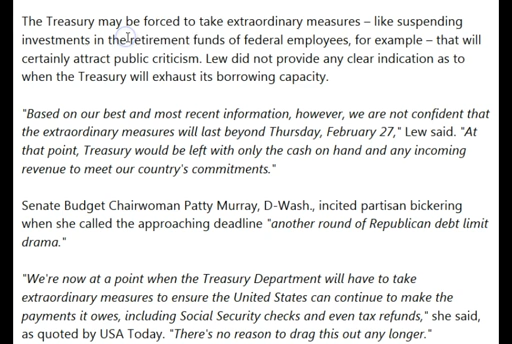 The Treasury may be forced to take extraordinary measures – like suspending
investments in the retirement funds of federal employees, for example – that will
certainly attract public criticism. Lew did not provide any clear indication as to
when the Treasury will exhaust its borrowing capacity.
"Based on our best and most recent information, however, we are not confident that
the extraordinary measures will last beyond Thursday, February 27," Lew said. "At
that point, Treasury would be left with only the cash on hand and any incoming
revenue to meet our country's commitments."
Senate Budget Chairwoman Patty Murray, D-Wash., incited partisan bickering
when she called the approaching deadline "another round of Republican debt limit
drama."
"We're now at a point when the Treasury Department will have to take
extraordinary measures to ensure the United States can continue to make the
payments it owes, including Social Security checks and even tax refunds," she said,
as quoted by USA Today. "There's no reason to drag this out any longer."